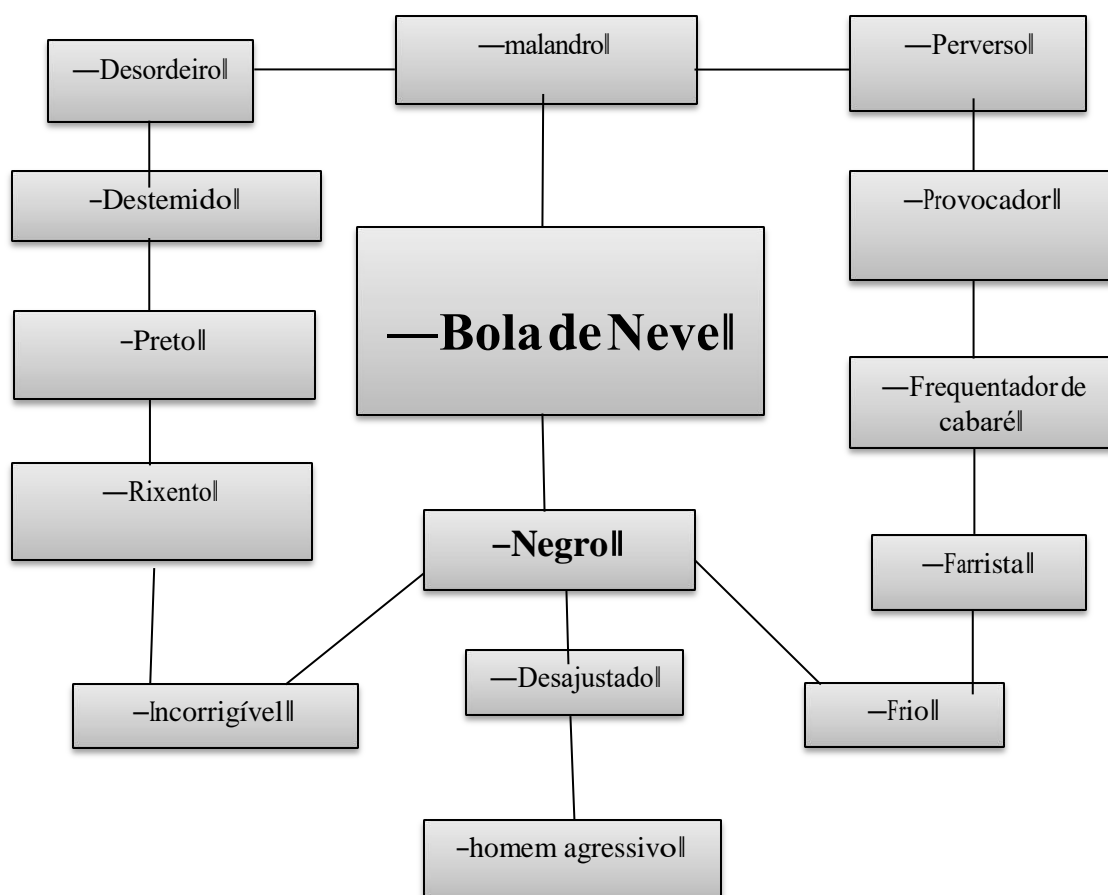 ―malandro‖
―Desordeiro‖
―Perverso‖
―Destemido‖
―Provocador‖
―Bola de Neve‖
―Preto‖
―Frequentador de
cabaré‖
―Rixento‖
―Negro‖
―Farrista‖
―Desajustado‖
―Incorrigível‖
―Frio‖
―homem agressivo‖